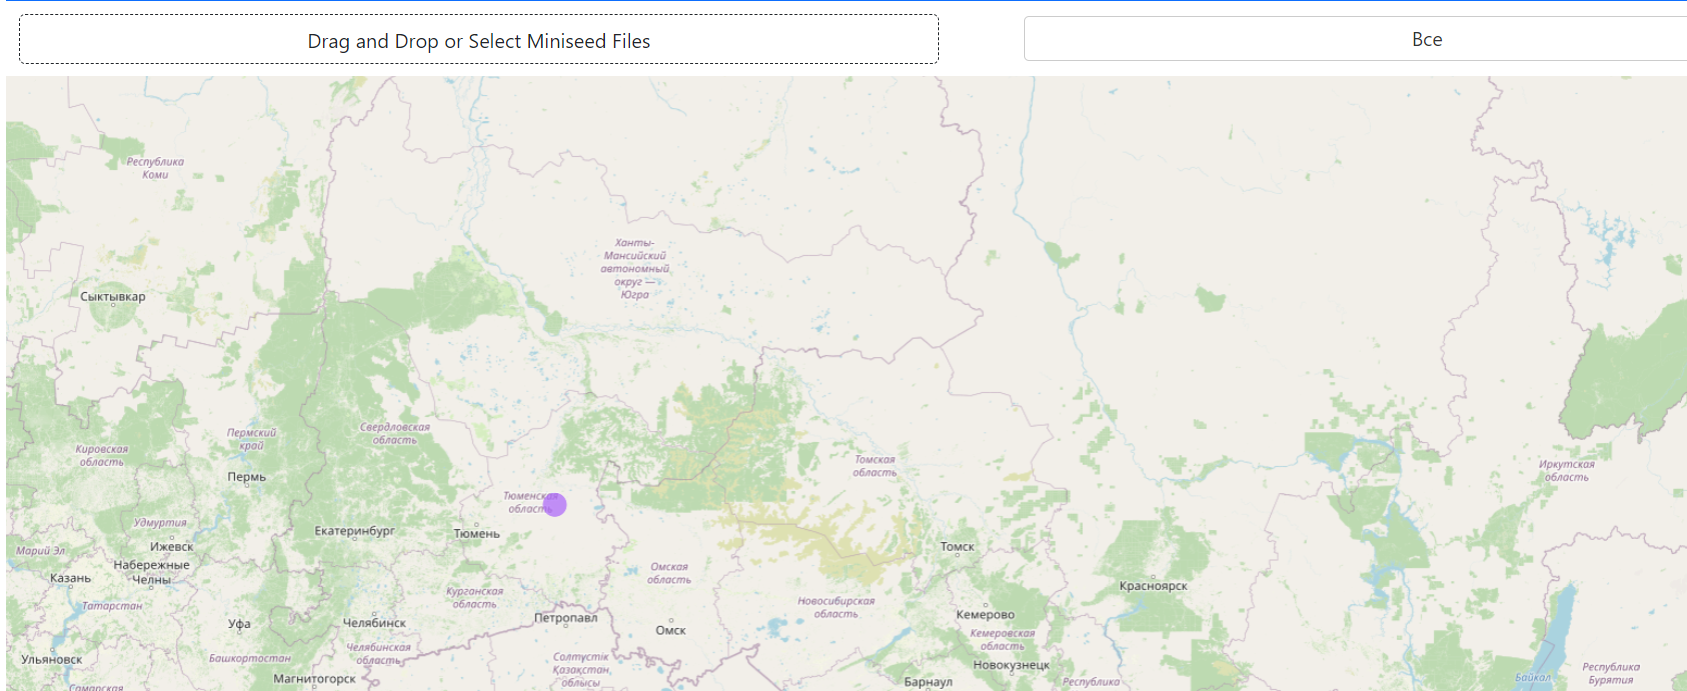 Drag and Drop or Select Miniseed Files
Все
Республика
Коми
Ханты-
Мансийский
автономный
округ —
Югра
Сыктывкар
Свердловская
область
Пермский
край
Кировская
область
Томская
область
Иркутская
область
Пермь
Тюменская
область
Удмуртия
Екатеринбург
Тюмень
Марий Эл
Ижевск
Томск
Набережные
Челны
Казань
Омская
область
Красноярск
Курганская
область
Татарстан
Новосибирская
область
Петропавл
Кемерово
Уфа
Челябинск
Омск
Кемеровская
область
Челябинская
область
Ульяновск
Башкортостан
Солтүстік
Қазақстан
облысы
Новокузнецк
Республика
Бурятия
Магнитогорск
Байкал
Барнаул
Республика
Самарская